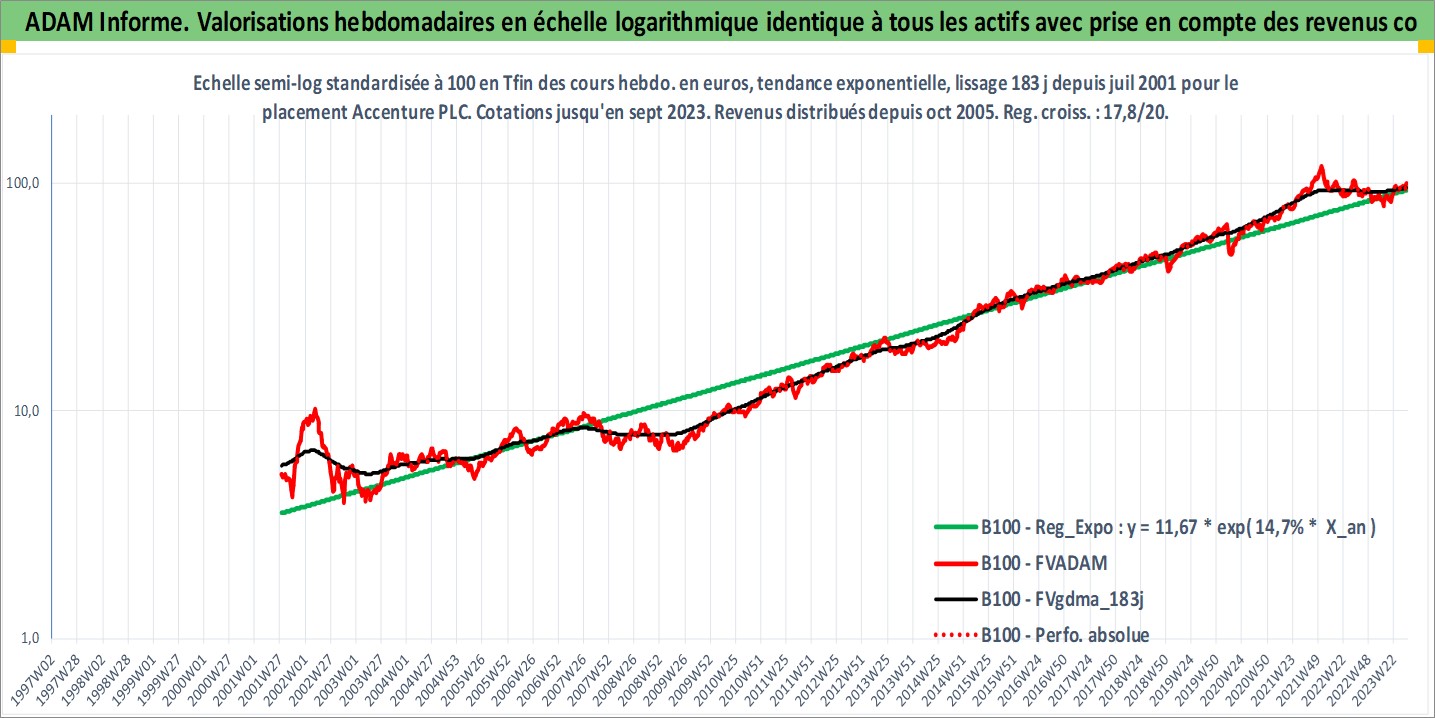 ADAM Informe. Valorisations hebdomadaires en échelle logarithmique identique à tous les actifs avec prise en compte des revenus co
Echelle semi-log standardisée à 100 en Tfin des cours hebdo. en euros, tendance exponentielle, lissage 183 j depuis juil 2001 pour le
placement Accenture PLC. Cotations jusqu'en sept 2023. Revenus distribués depuis oct 2005. Reg. croiss. : 17,8/20.
100,0
10,0
1,0
B100 - Reg_Expo : y = 11,67 * exp( 14,7% * X_an )
B100 - FVADAM
B100 - FVgdma_183j
B100 - Perfo. absolue
1997W02
1997W28
1998W02
1998W28
1999W01
1999W27
2000W01
2000W27
2001W01
2001W27
2002W01
2002W27
2003W01
2003W27
2004W01
2004W27
2004W53
2005W26
2005W52
2006W26
2006W52
2007W26
2007W52
2008W26
2008W52
2009W26
2009W52
2010W25
2010W51
2011W25
2011W51
2012W25
2012W51
2013W25
2013W51
2014W25
2014W51
2015W25
2015W51
2016W24
2016W50
2017W24
2017W50
2018W24
2018W50
2019W24
2019W50
2020W24
2020W50
2021W23
2021W49
2022W22
2022W48
2023W22